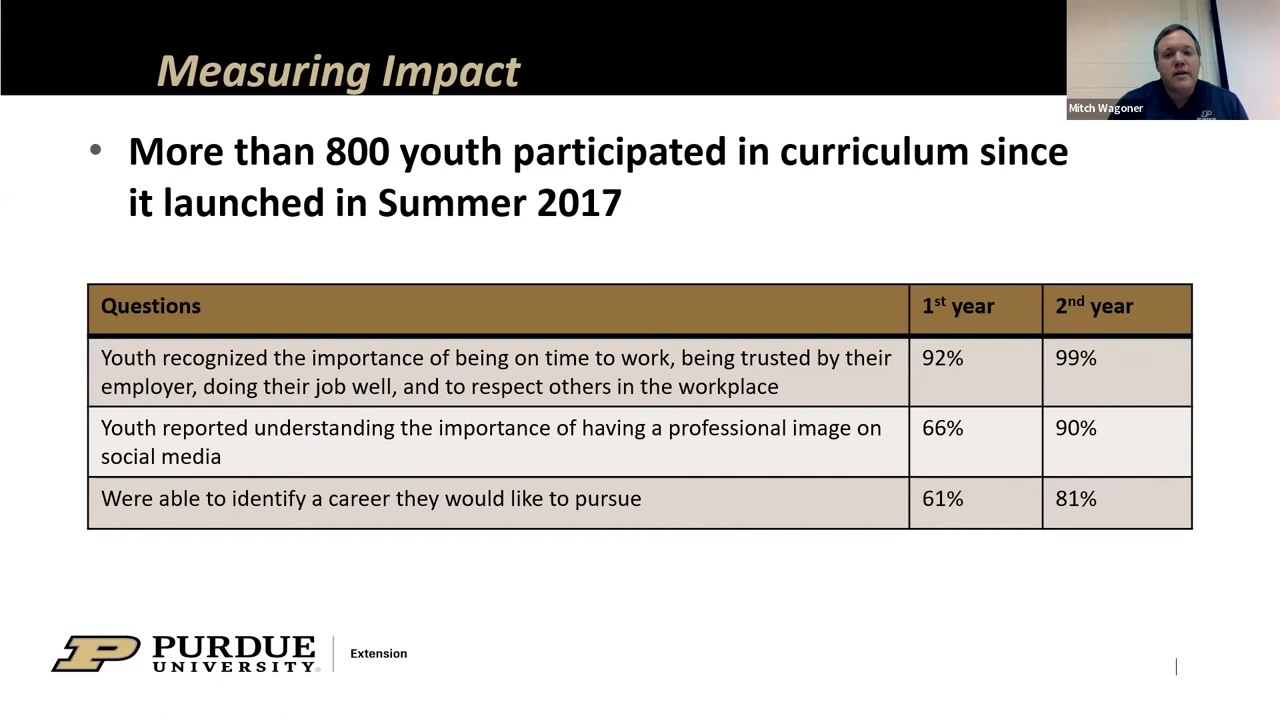 Measuring Impact
Mitch Wagoner
• More than 800 youth participated in curriculum since
it launched in Summer 2017
Questions 1st year 2nd year
Youth recognized the importance of being on time to work, being trusted by their
employer, doing their job well, and to respect others in the workplace 92% 99%
Youth reported understanding the importance of having a professional image on
social media 66% 90%
Were able to identify a career they would like to pursue 61% 81%
P PURDUE
UNIVERSITY®
Extension